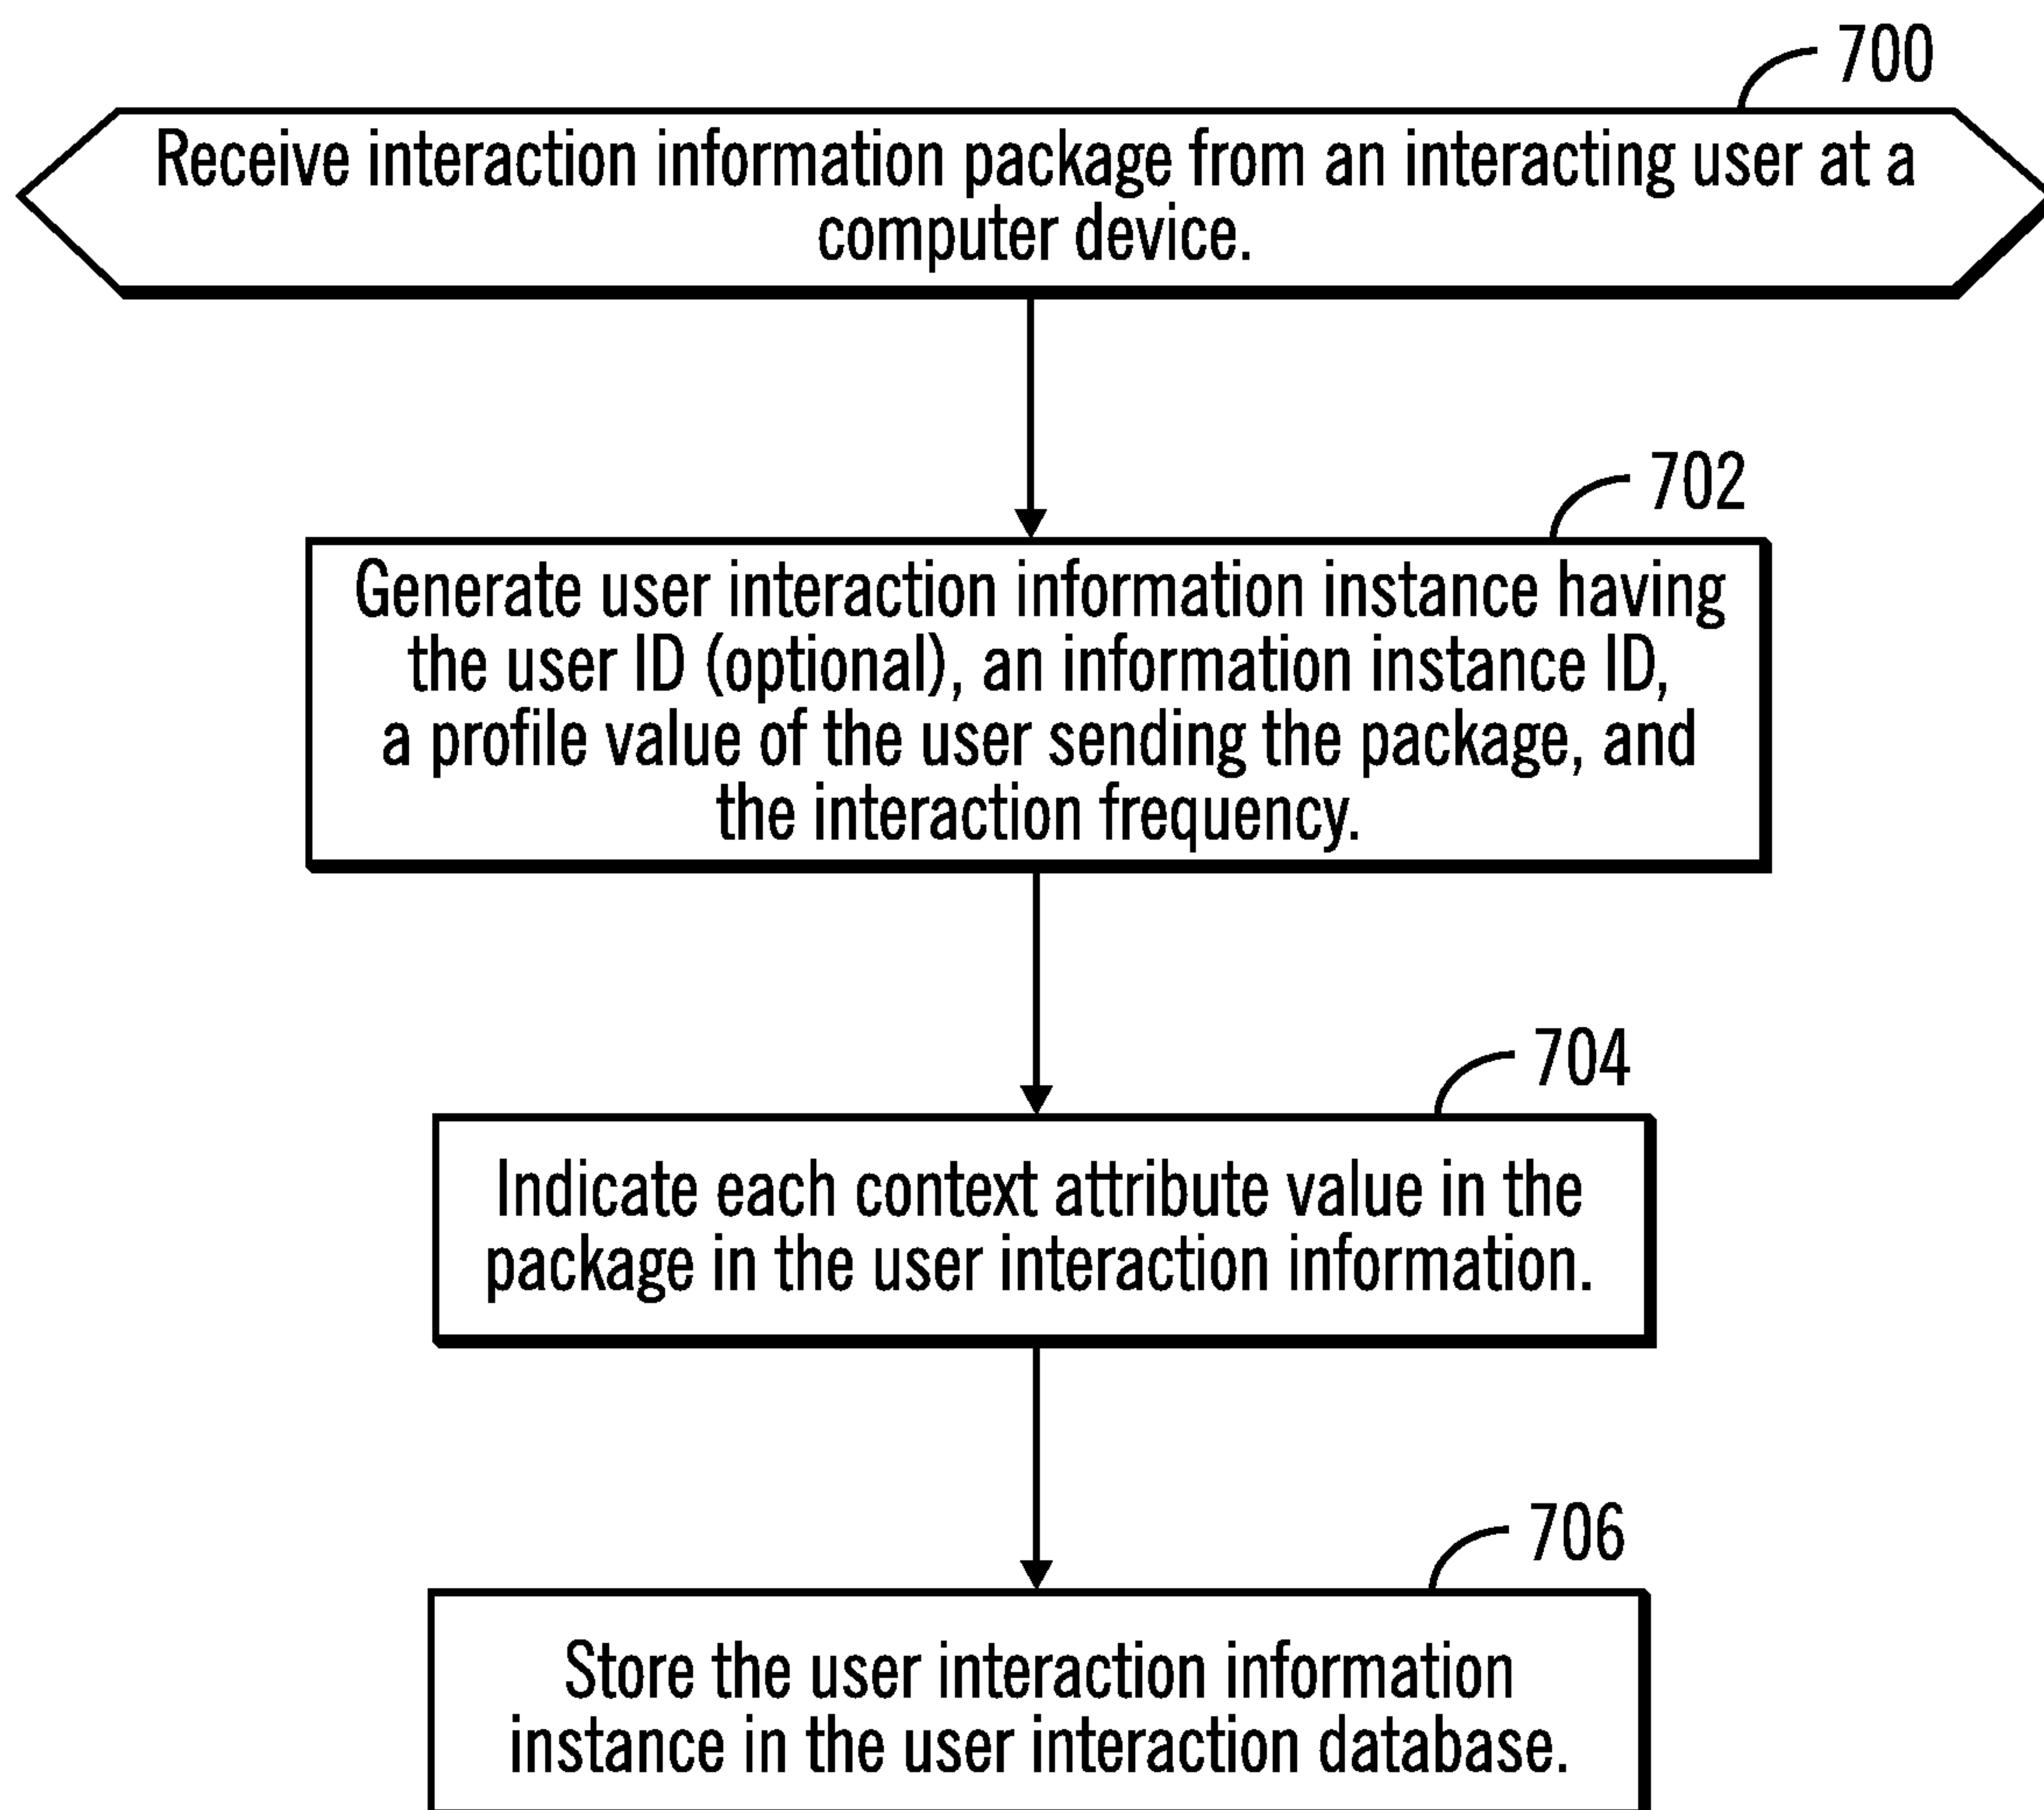 700
Receive interaction information package from an interacting user at a
computer device.
702
Generate user interaction information instance having
the user ID (optional), an information instance ID,
a profile value of the user sending the package, and
the interaction frequency.
704
Indicate each context attribute value in the
package in the user interaction information.
706
Store the user interaction information
instance in the user interaction database.